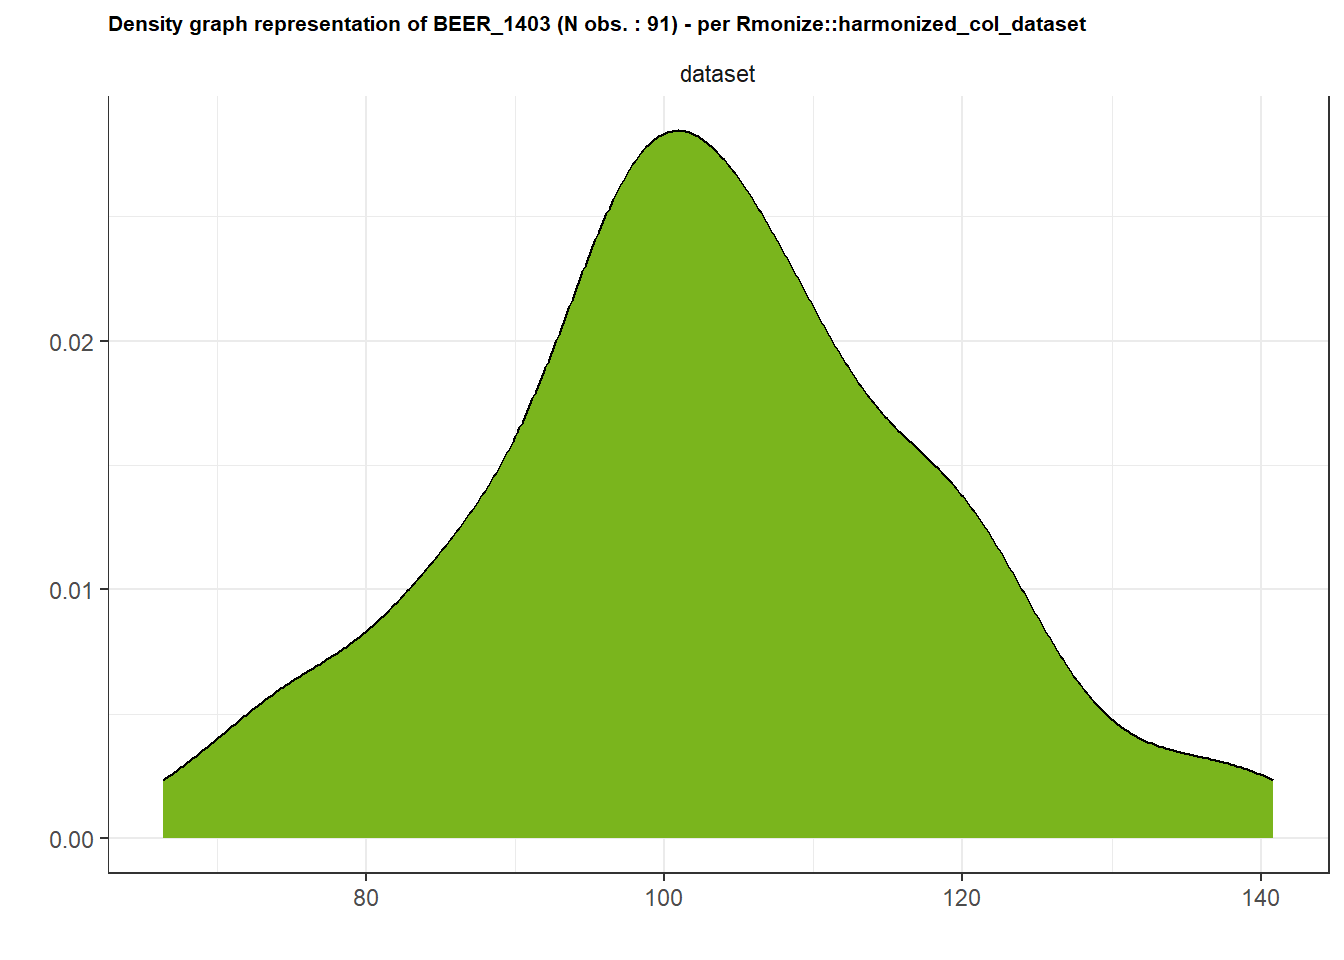 Density graph representation of BEER_1403 (N obs. : 91) - per Rmonize::harmonized_col_dataset
dataset
0.02
0.01
0.00
80 100 120 140